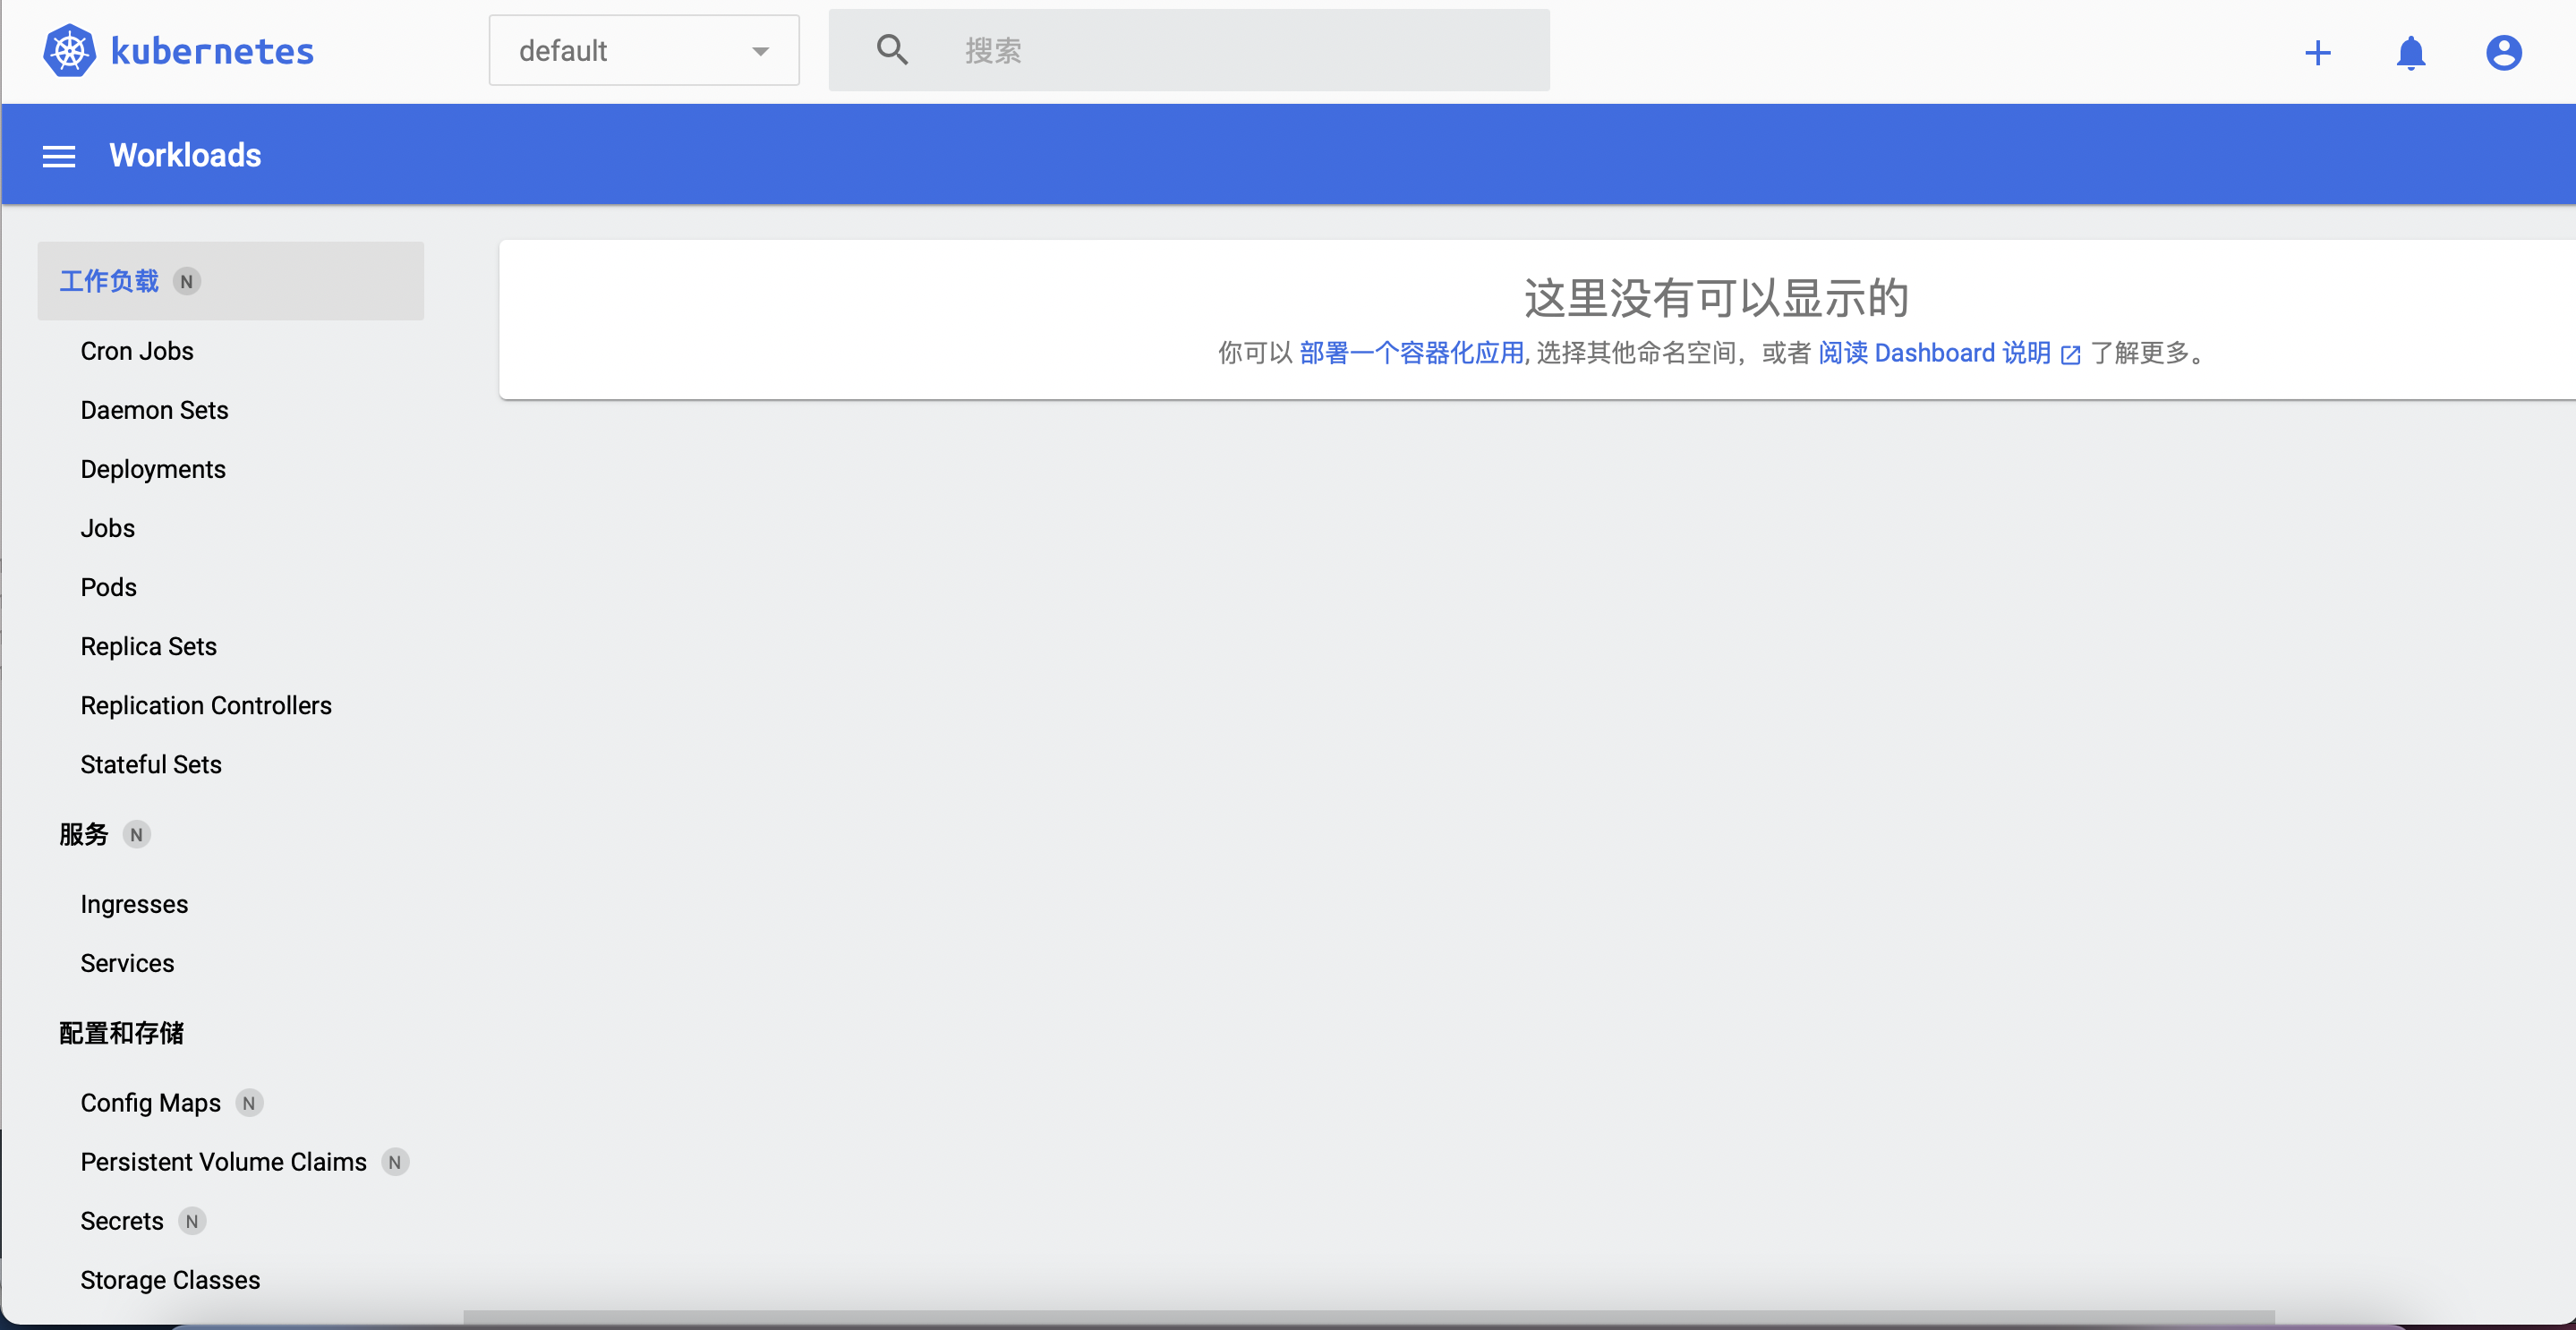 kubernetes
default
搜索
Workloads
工作负载 N
Cron Jobs
Daemon Sets
Deployments
Jobs
Pods
Replica Sets
Replication Controllers
Stateful Sets
服务 N
Ingresses
Services
配置和存储
Config Maps N
Persistent Volume Claims N
Secrets N
Storage Classes
这里没有可以显示的
你可以 部署一个容器化应用, 选择其他命名空间，或者 阅读 Dashboard 说明 了解更多。